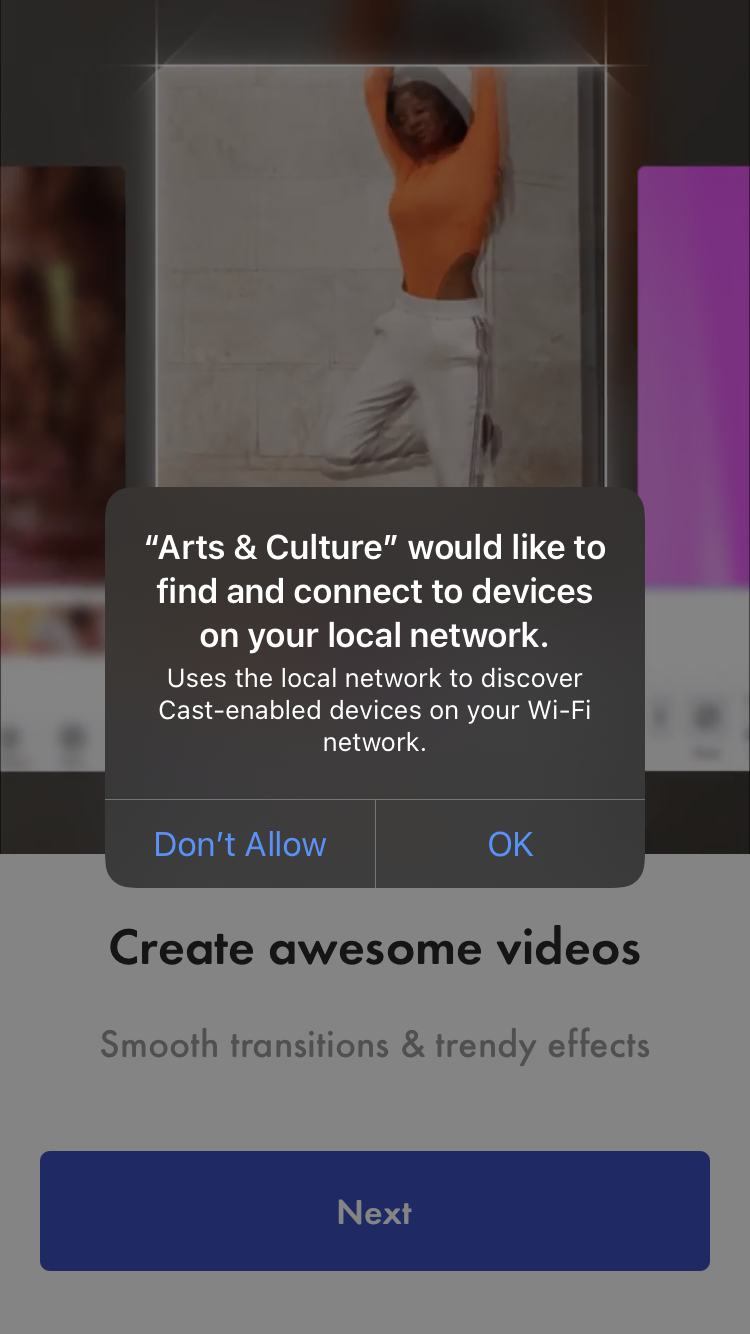 “Arts & Culture” would like to
find and connect to devices
on your local network.
Uses the local network to discover
Cast-enabled devices on your Wi-Fi
network.
Don’t Allow
OK
Create awesome videos
Smooth transitions & trendy effects
Next